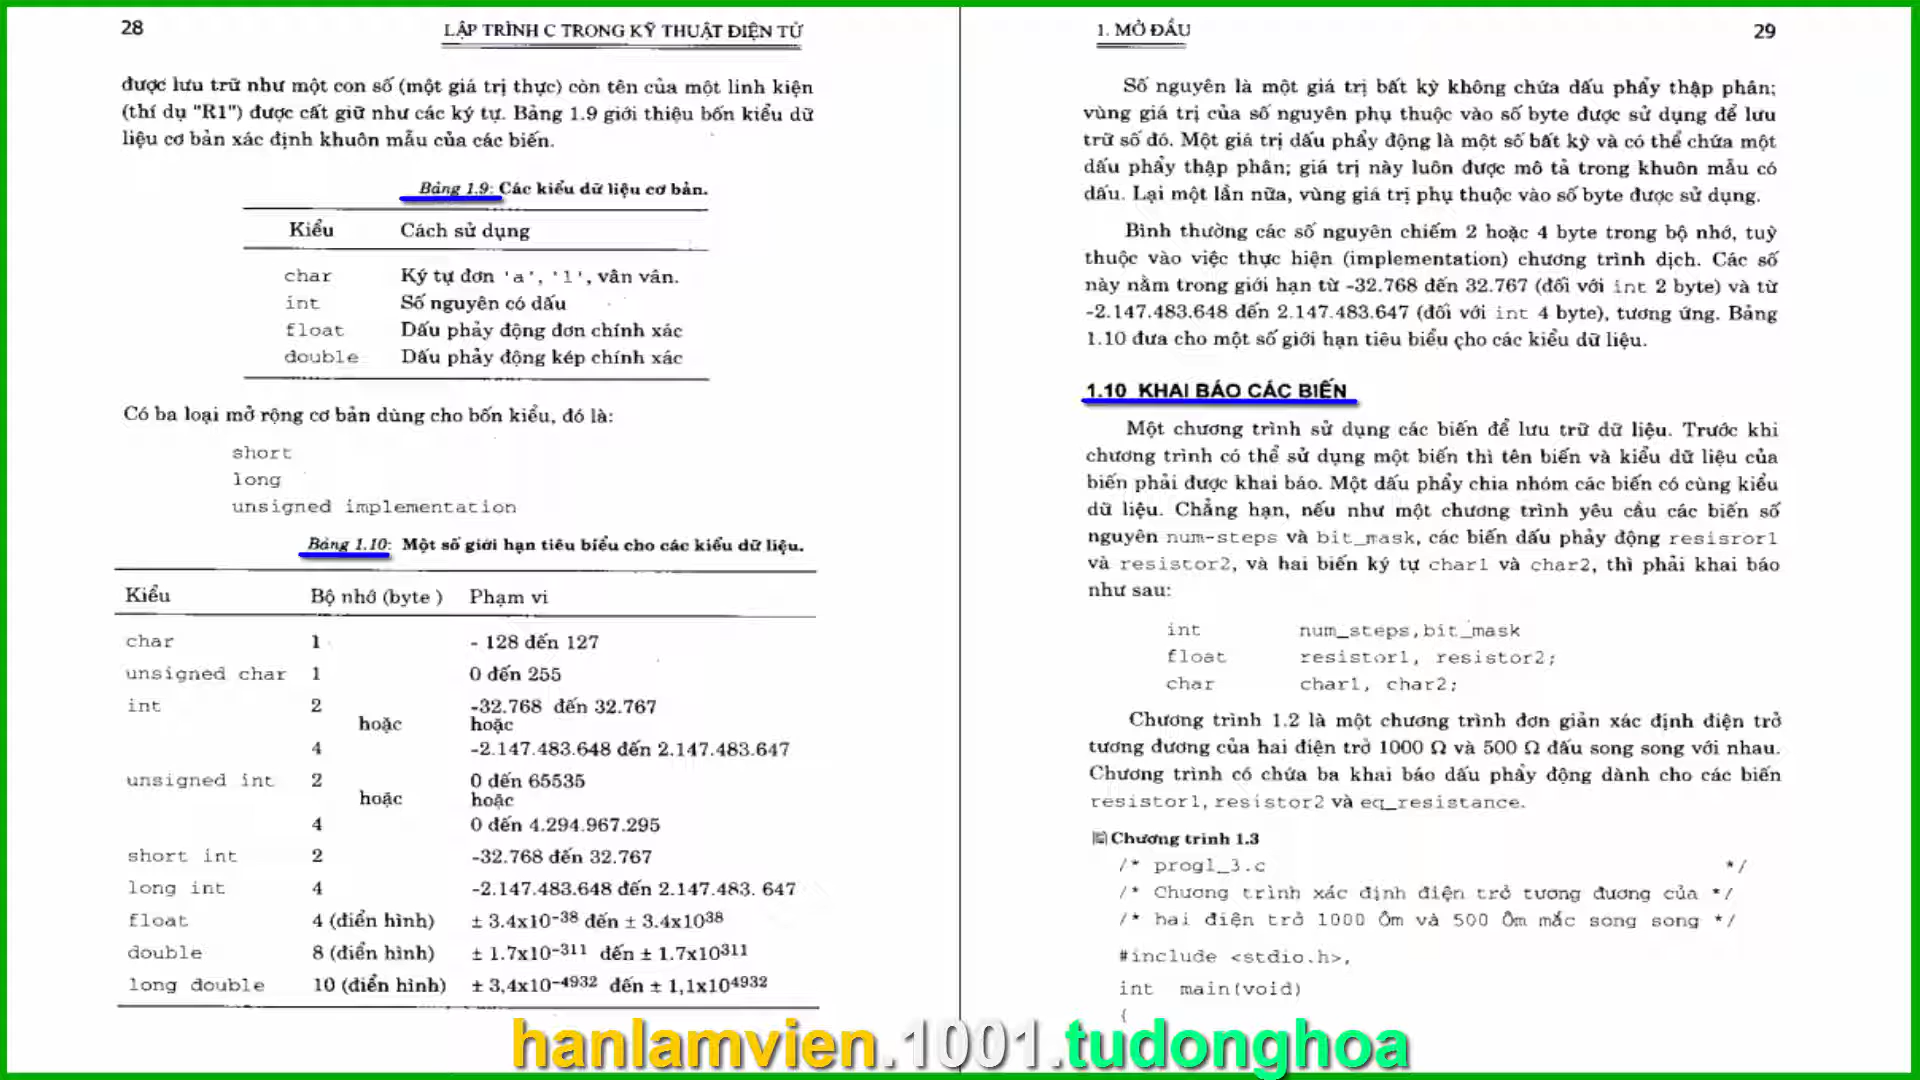 28
LẬP TRÌNH C TRONG KỸ THUẬT ĐIỆN TỬ
được lưu trữ như một con số (một giá trị thực) còn tên của một linh kiện
(thí dụ "R1") được cất giữ như các ký tự. Bảng 1.9 giới thiệu bốn kiểu dữ
liệu cơ bản xác định khuôn mẫu của các biến.
Bảng 1.9: Các kiểu dữ liệu cơ bản.
Kiểu Cách sử dụng
char Ký tự đơn 'a', '1', vân vân.
int Số nguyên có dấu
float Dấu phảy động đơn chính xác
double Dấu phảy động kép chính xác
Có ba loại mở rộng cơ bản dùng cho bốn kiểu, đó là:
short
long
unsigned implementation
Bảng 1.10: Một số giới hạn tiêu biểu cho các kiểu dữ liệu.
Kiểu Bộ nhớ (byte ) Phạm vi
char 1 - 128 đến 127
unsigned char 1 0 đến 255
int 2 -32.768 đến 32.767
hoặc hoặc
4 -2.147.483.648 đến 2.147.483.647
unsigned int 2 0 đến 65535
hoặc hoặc
4 0 đến 4.294.967.295
short int 2 -32.768 đến 32.767
long int 4 -2.147.483.648 đến 2.147.483. 647
float 4 (điển hình) ± 3.4x10-38 đến ± 3.4x1038
double 8 (điển hình) ± 1.7x10-311 đến ± 1.7x10311
long double 10 (điển hình) ± 3,4x10-4932 đến ± 1,1x104932
1. MỞ ĐẦU
29
Số nguyên là một giá trị bất kỳ không chứa dấu phẩy thập phân;
vùng giá trị của số nguyên phụ thuộc vào số byte được sử dụng để lưu
trữ số đó. Một giá trị dấu phẩy động là một số bất kỳ và có thể chứa một
dấu phẩy thập phân; giá trị này luôn được mô tả trong khuôn mẫu có
dấu. Lại một lần nữa, vùng giá trị phụ thuộc vào số byte được sử dụng.
Bình thường các số nguyên chiếm 2 hoặc 4 byte trong bộ nhớ, tuỳ
thuộc vào việc thực hiện (implementation) chương trình dịch. Các số
này nằm trong giới hạn từ -32.768 đến 32.767 (đối với int 2 byte) và từ
-2.147.483.648 đến 2.147.483.647 (đối với int 4 byte), tương ứng. Bảng
1.10 đưa cho một số giới hạn tiêu biểu cho các kiểu dữ liệu.
1.10 KHAI BÁO CÁC BIẾN
Một chương trình sử dụng các biến để lưu trữ dữ liệu. Trước khi
chương trình có thể sử dụng một biến thì tên biến và kiểu dữ liệu của
biến phải được khai báo. Một dấu phẩy chia nhóm các biến có cùng kiểu
dữ liệu. Chẳng hạn, nếu như một chương trình yêu cầu các biến số
nguyên num-steps và bit_mask, các biến dấu phảy động resisror1
và resistor2, và hai biến ký tự char1 và char2, thì phải khai báo
như sau:
int num_steps,bit_mask
float resistor1, resistor2;
char char1, char2;
Chương trình 1.2 là một chương trình đơn giản xác định điện trở
tương đương của hai điện trở 1000 Ω và 500 Ω đấu song song với nhau.
Chương trình có chứa ba khai báo dấu phảy động dành cho các biến
resistor1, resistor2 và eq_resistance.
Chương trình 1.3
/* prog1_3.c */
/* Chương trình xác định điện trở tương đương của */
/* hai điện trở 1000 Ôm và 500 Ôm mắc song song */
#include <stdio.h>,
int main(void)
{
hanlamvien.1001.tudonghoa